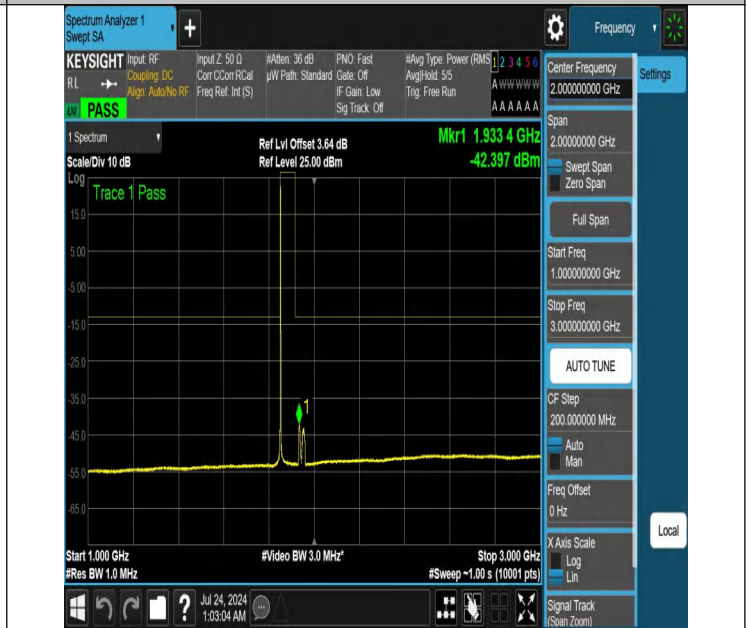 Spectrum Analyzer 1
Swept SA
+
Frequency
KEYSIGHT
RL
LXI
PASS
Input: RF
Coupling: DC
Align: Auto/No RF
Input Z: 50 Ω
Corr CCorr RCal
Freq Ref: Int (S)
#Atten: 36 dB
µW Path: Standard
PNO: Fast
Gate: Off
IF Gain: Low
Sig Track: Off
#Avg Type: Power (RMS
Avg|Hold: 5/5
Trig: Free Run
1 2 3 4 5 6
A W W W W W
A A A A A A
1 Spectrum
Scale/Div 10 dB
Ref Lvl Offset 3.64 dB
Ref Level 25.00 dBm
Mkr1 1.933 4 GHz
-42.397 dBm
Log
Trace 1 Pass
15.0
5.00
-5.00
-15.0
-25.0
-35.0
-45.0
-55.0
-65.0
1
Start 1.000 GHz
#Res BW 1.0 MHz
#Video BW 3.0 MHz*
Stop 3.000 GHz
#Sweep ~1.00 s (10001 pts)
Center Frequency
2.000000000 GHz
Settings
Span
2.00000000 GHz
Swept Span
Zero Span
Full Span
Start Freq
1.000000000 GHz
Stop Freq
3.000000000 GHz
AUTO TUNE
CF Step
200.000000 MHz
Auto
Man
Freq Offset
0 Hz
X Axis Scale
Log
Lin
Local
Signal Track
(Span Zoom)
?
Jul 24, 2024
1:03:04 AM